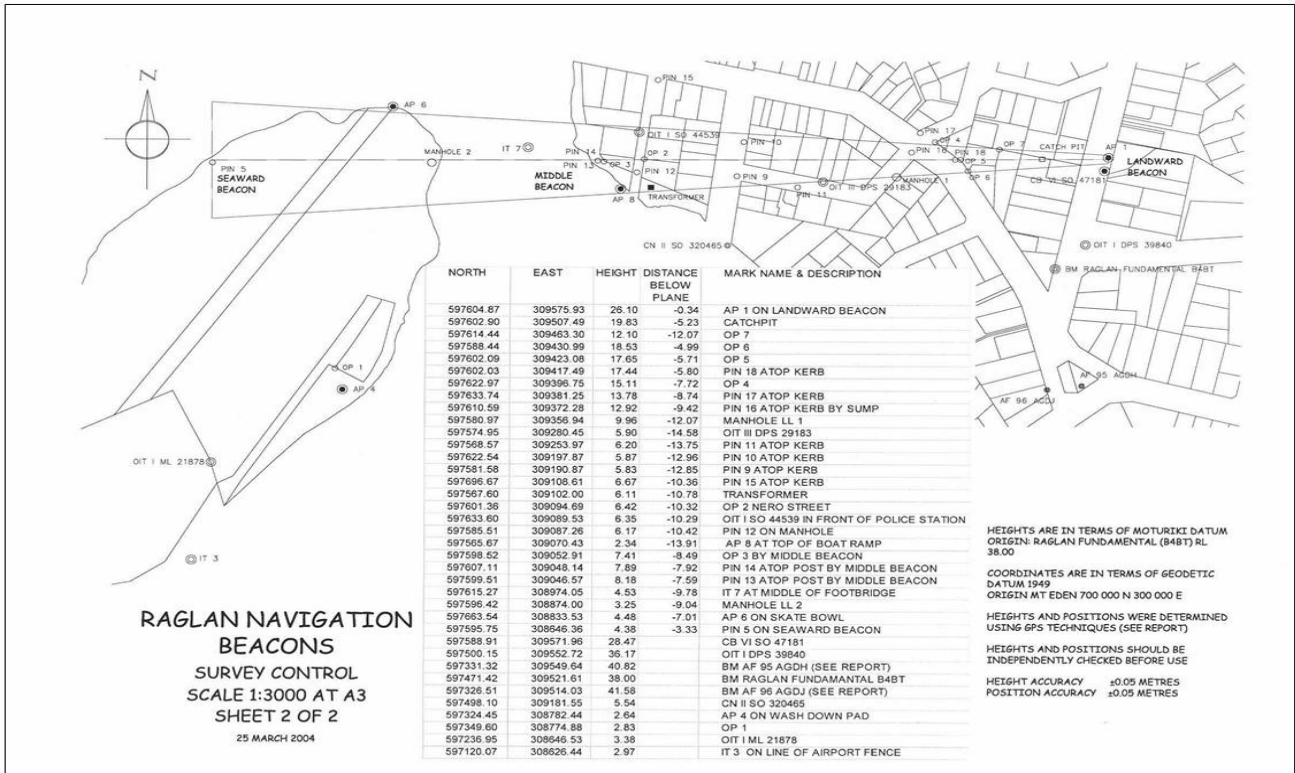 N
AP 6
PIN 15
OIT I SO 44539
IT 7
PIN 14
PIN 13
OP 3
OP 2
PIN 12
PIN 10
PIN 9
PIN 11
OIT III DPS 29183
PIN 17
OP 4
PIN 16
PIN 18
OP 5
OP 6
OP 7
CATCH PIT
AP 1
LANDWARD
BEACON
CB VI SO 47181
MANHOLE 1
MANHOLE 2
PIN 5
SEAWARD
BEACON
MIDDLE
BEACON
AP 8
TRANSFORMER
CN II SO 320465
OIT I DPS 39840
BM RAGLAN FUNDAMENTAL B4BT
AF 95 AGDH
AF 96 AGDJ
OP 1
AP 4
OIT I ML 21878
IT 3
NORTH EAST HEIGHT DISTANCE BELOW PLANE MARK NAME & DESCRIPTION
597604.87 309575.93 26.10 -0.34 AP 1 ON LANDWARD BEACON
597602.90 309507.49 19.83 -5.23 CATCHPIT
597614.44 309463.30 12.10 -12.07 OP 7
597588.44 309430.99 18.53 -4.99 OP 6
597602.09 309423.08 17.65 -5.71 OP 5
597602.03 309417.49 17.44 -5.80 PIN 18 ATOP KERB
597622.97 309396.75 15.11 -7.72 OP 4
597633.74 309381.25 13.78 -8.74 PIN 17 ATOP KERB
597610.59 309372.28 12.92 -9.42 PIN 16 ATOP KERB BY SUMP
597580.97 309356.94 9.96 -12.07 MANHOLE LL 1
597574.95 309280.45 5.90 -14.58 OIT III DPS 29183
597568.57 309253.97 6.20 -13.75 PIN 11 ATOP KERB
597622.54 309197.87 5.87 -12.96 PIN 10 ATOP KERB
597581.58 309190.87 5.83 -12.85 PIN 9 ATOP KERB
597696.67 309108.61 6.67 -10.36 PIN 15 ATOP KERB
597567.60 309102.00 6.11 -10.78 TRANSFORMER
597601.36 309094.69 6.42 -10.32 OP 2 NERO STREET
597633.60 309089.53 6.35 -10.29 OIT I SO 44539 IN FRONT OF POLICE STATION
597585.51 309087.26 6.17 -10.42 PIN 12 ON MANHOLE
597565.67 309070.43 2.34 -13.91 AP 8 AT TOP OF BOAT RAMP
597598.52 309052.91 7.41 -8.49 OP 3 BY MIDDLE BEACON
597607.11 309048.14 7.89 -7.92 PIN 14 ATOP POST BY MIDDLE BEACON
597599.51 309046.57 8.18 -7.59 PIN 13 ATOP POST BY MIDDLE BEACON
597615.27 308974.05 4.53 -9.78 IT 7 AT MIDDLE OF FOOTBRIDGE
597596.42 308874.00 3.25 -9.04 MANHOLE LL 2
597663.54 308833.53 4.48 -7.01 AP 6 ON SKATE BOWL
597595.75 308646.36 4.38 -3.33 PIN 5 ON SEAWARD BEACON
597588.91 309571.96 28.47 CB VI SO 47181
597500.15 309552.72 36.17 OIT I DPS 39840
597331.32 309549.64 40.82 BM AF 95 AGDH (SEE REPORT)
597471.42 309521.61 38.00 BM RAGLAN FUNDAMANTAL B4BT
597326.51 309514.03 41.58 BM AF 96 AGDJ (SEE REPORT)
597498.10 309181.55 5.54 CN II SO 320465
597324.45 308782.44 2.64 AP 4 ON WASH DOWN PAD
597349.60 308774.88 2.83 OP 1
597236.95 308646.53 3.38 OIT I ML 21878
597120.07 308626.44 2.97 IT 3 ON LINE OF AIRPORT FENCE
RAGLAN NAVIGATION
BEACONS
SURVEY CONTROL
SCALE 1:3000 AT A3
SHEET 2 OF 2
25 MARCH 2004
HEIGHTS ARE IN TERMS OF MOTURIKI DATUM
ORIGIN: RAGLAN FUNDAMENTAL (B4BT) RL
38.00
COORDINATES ARE IN TERMS OF GEODETIC
DATUM 1949
ORIGIN MT EDEN 700 000 N 300 000 E
HEIGHTS AND POSITIONS WERE DETERMINED
USING GPS TECHNIQUES (SEE REPORT)
HEIGHTS AND POSITIONS SHOULD BE
INDEPENDENTLY CHECKED BEFORE USE
HEIGHT ACCURACY ±0.05 METRES
POSITION ACCURACY ±0.05 METRES